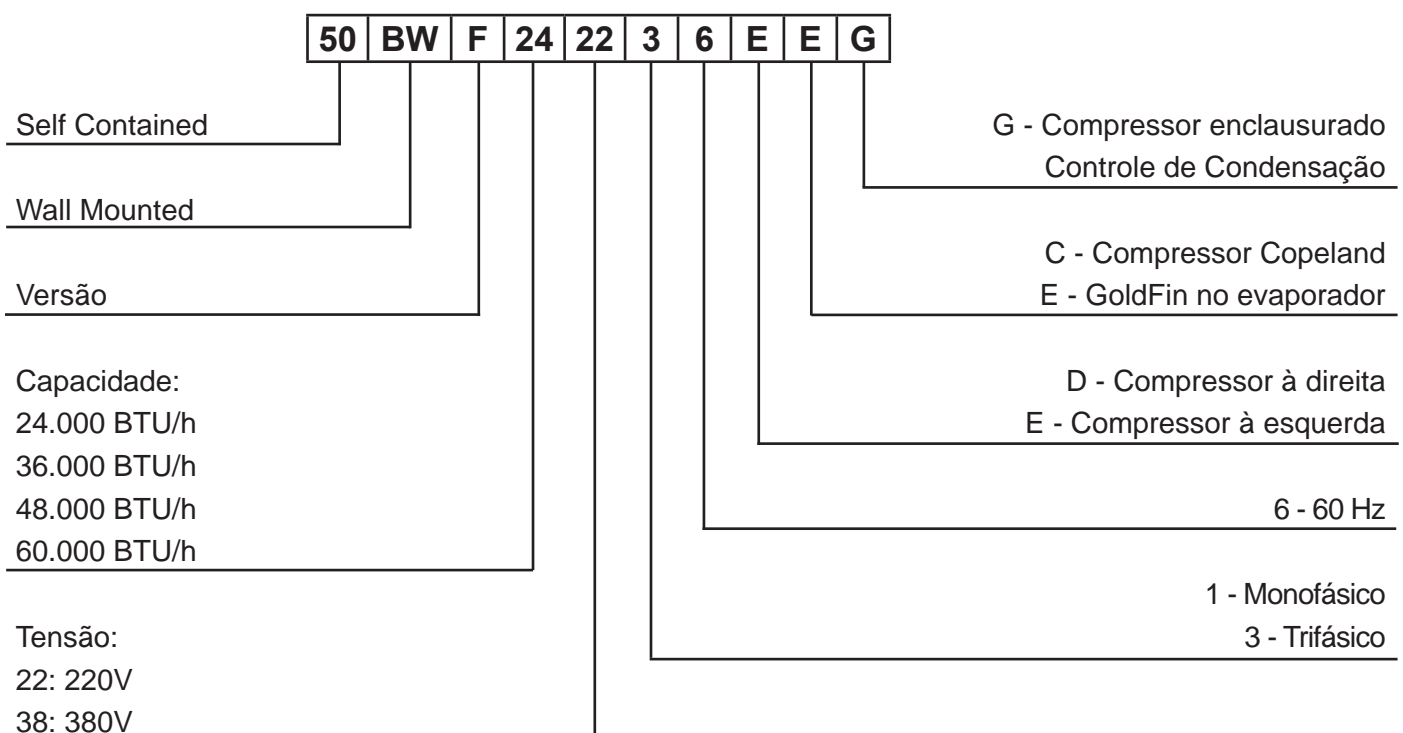 50 BW F 24 22 3 6 E E G
Self Contained
Wall Mounted
Versão
Capacidade:
24.000 BTU/h
36.000 BTU/h
48.000 BTU/h
60.000 BTU/h
Tensão:
22: 220V
38: 380V
G - Compressor enclausurado
Controle de Condensação
C - Compressor Copeland
E - GoldFin no evaporador
D - Compressor à direita
E - Compressor à esquerda
6 - 60 Hz
1 - Monofásico
3 - Trifásico